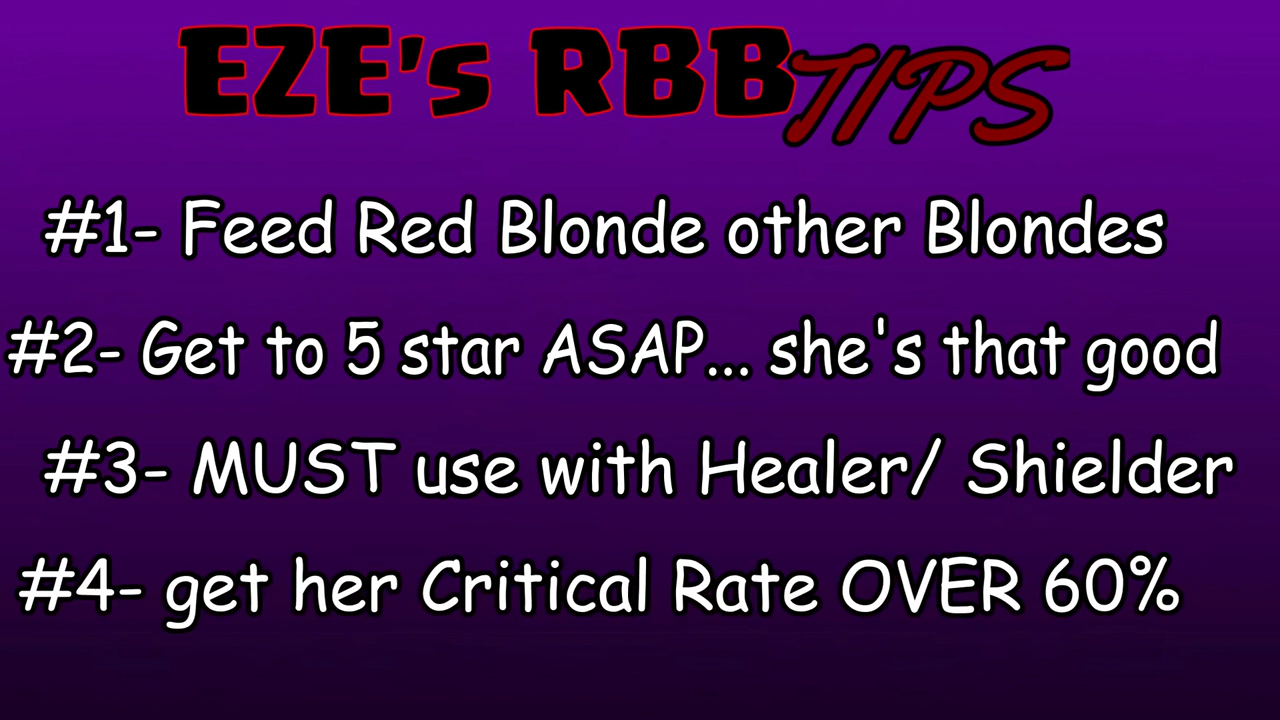 EZE's RBB TIPS
#1- Feed Red Blonde other Blondes
#2- Get to 5 star ASAP... she's that good
#3- MUST use with Healer/ Shielder
#4- get her Critical Rate OVER 60%